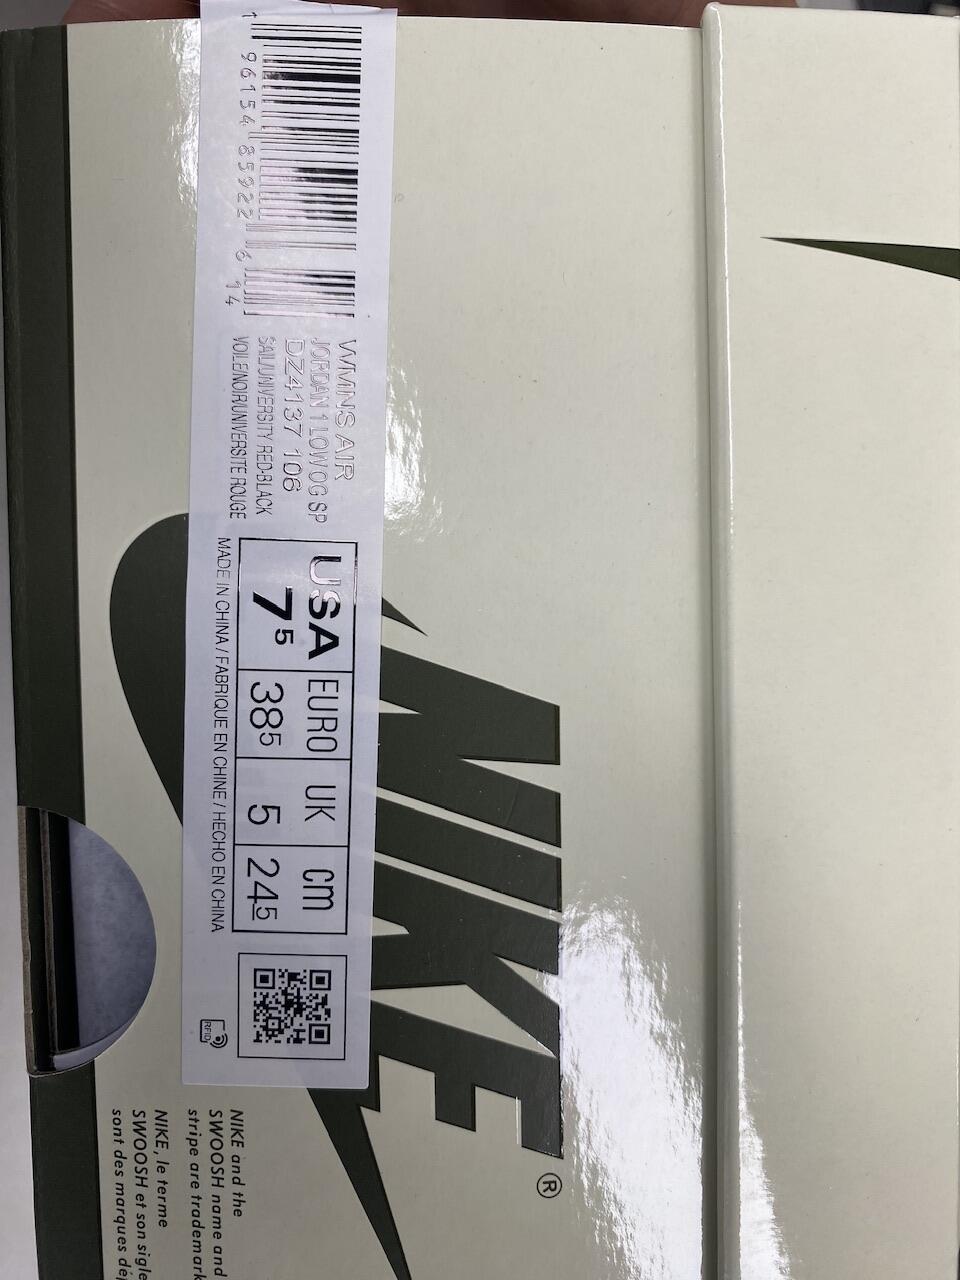 1 96154 85922 6 14
WMNS AIR
JORDAN 1 LOW OG SP
DZ4137 106
SAIL/UNIVERSITY RED-BLACK
VOILE/NOIR/UNIVERSITE ROUGE
USA EURO UK cm
7⁵ 38⁵ 5 24⁵
MADE IN CHINA / FABRIQUE EN CHINE / HECHO EN CHINA
RFID
NIKE ®
NIKE and the
SWOOSH name and
stripe are trademark
NIKE, le terme
SWOOSH et son sigle
sont des marques dé